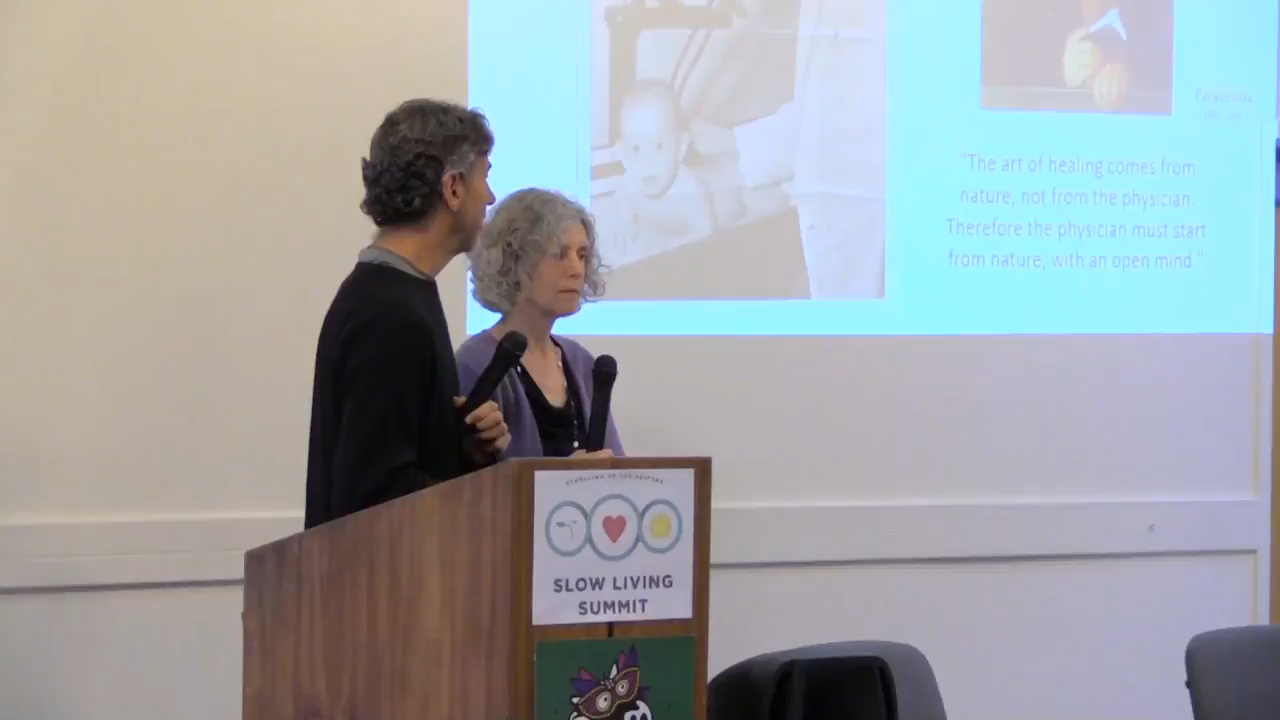 Paracelsus
"The art of healing comes from
nature, not from the physician.
Therefore the physician must start
from nature, with an open mind."
SLOW LIVING
SUMMIT